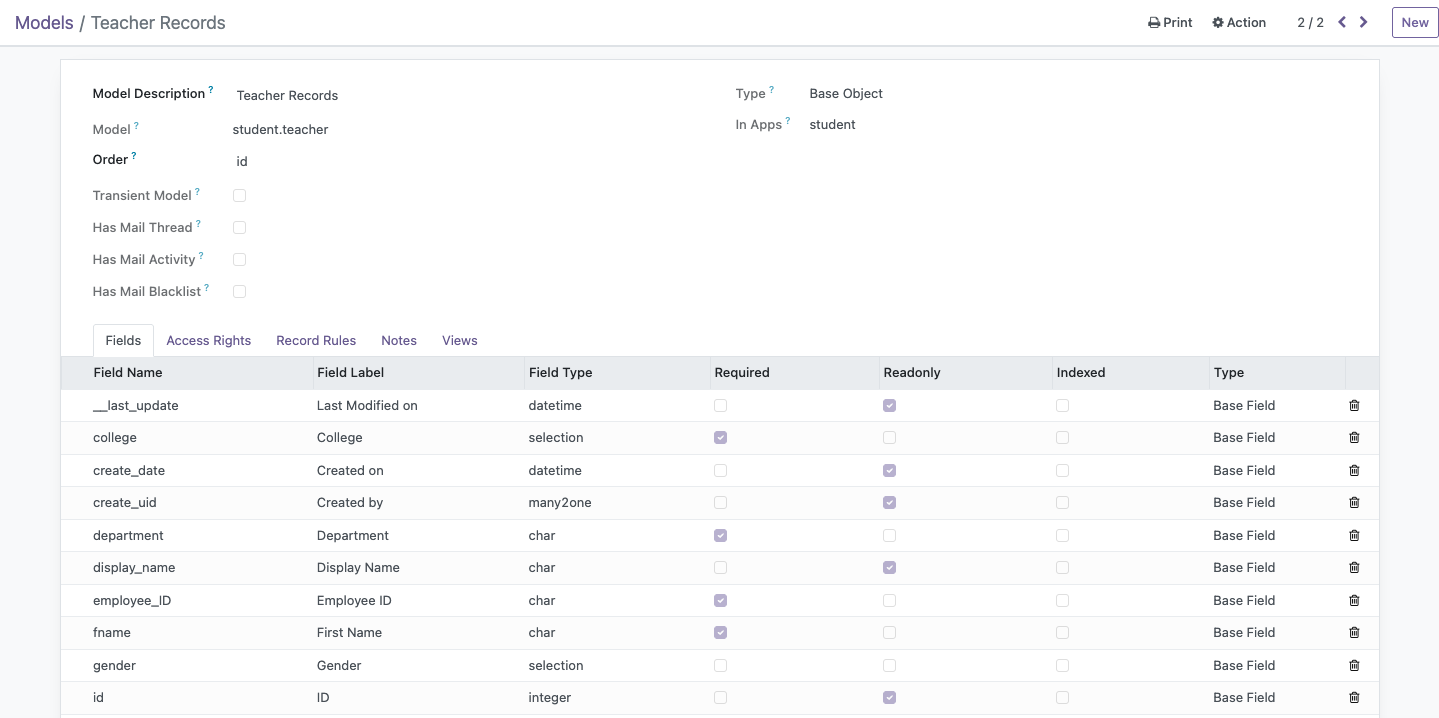 Models / Teacher Records
Print Action 2 / 2 New
Model Description ? Teacher Records
Type ? Base Object
Model ? student.teacher
In Apps ? student
Order ? id
Transient Model ?
Has Mail Thread ?
Has Mail Activity ?
Has Mail Blacklist ?
Fields Access Rights Record Rules Notes Views
Field Name Field Label Field Type Required Readonly Indexed Type
__last_update Last Modified on datetime Base Field
college College selection Base Field
create_date Created on datetime Base Field
create_uid Created by many2one Base Field
department Department char Base Field
display_name Display Name char Base Field
employee_ID Employee ID char Base Field
fname First Name char Base Field
gender Gender selection Base Field
id ID integer Base Field